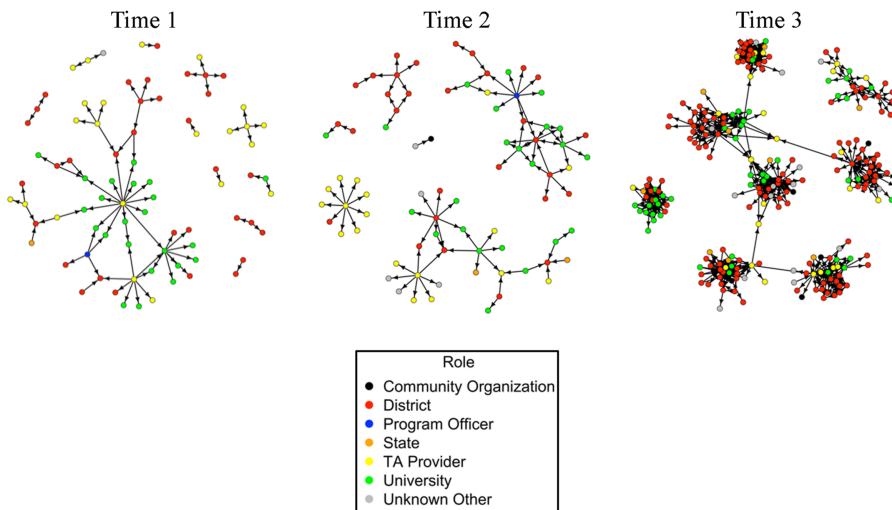 Time 1
Time 2
Time 3
Role
Community Organization
District
Program Officer
State
TA Provider
University
Unknown Other